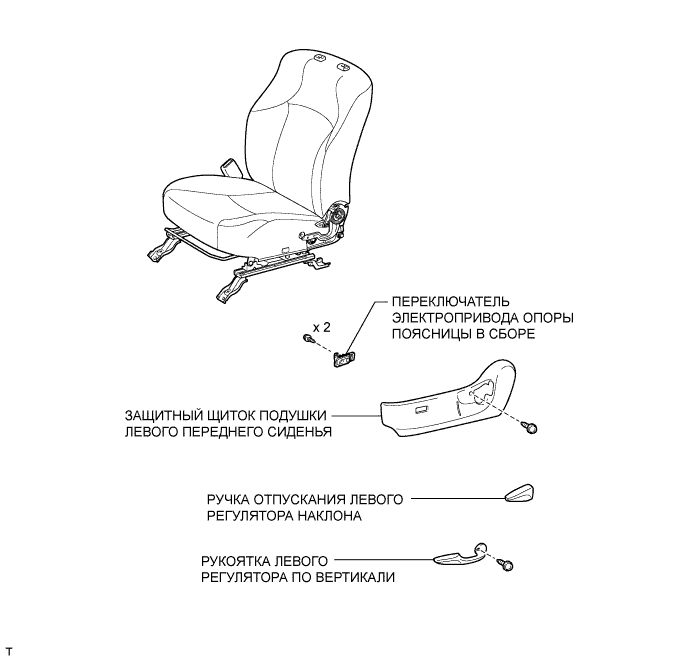 ПЕРЕКЛЮЧАТЕЛЬ
ЭЛЕКТРОПРИВОДА ОПОРЫ
ПОЯСНИЦЫ В СБОРЕ
x 2
ЗАЩИТНЫЙ ЩИТОК ПОДУШКИ
ЛЕВОГО ПЕРЕДНЕГО СИДЕНЬЯ
РУЧКА ОТПУСКАНИЯ ЛЕВОГО
РЕГУЛЯТОРА НАКЛОНА
РУКОЯТКА ЛЕВОГО
РЕГУЛЯТОРА ПО ВЕРТИКАЛИ
T